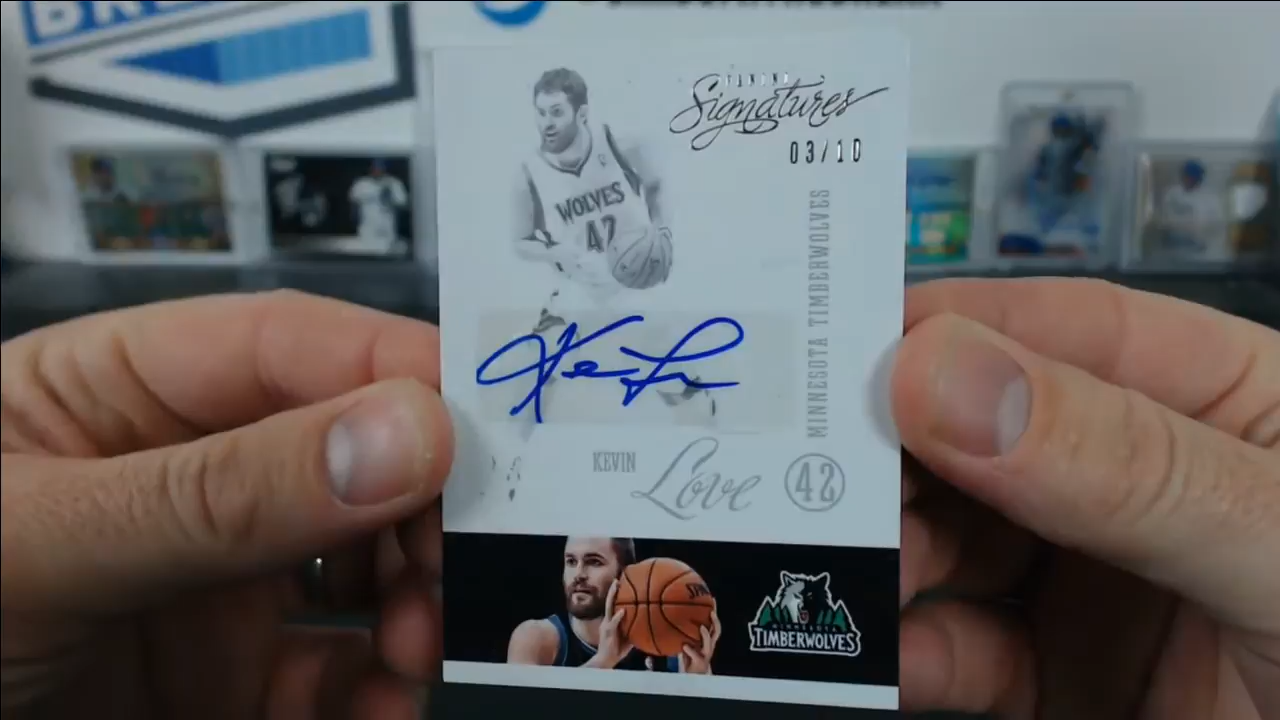 PANINI
Signatures
03/10
MINNESOTA TIMBERWOLVES
WOLVES
42
KEVIN
Love
42
MINNESOTA
TIMBERWOLVES